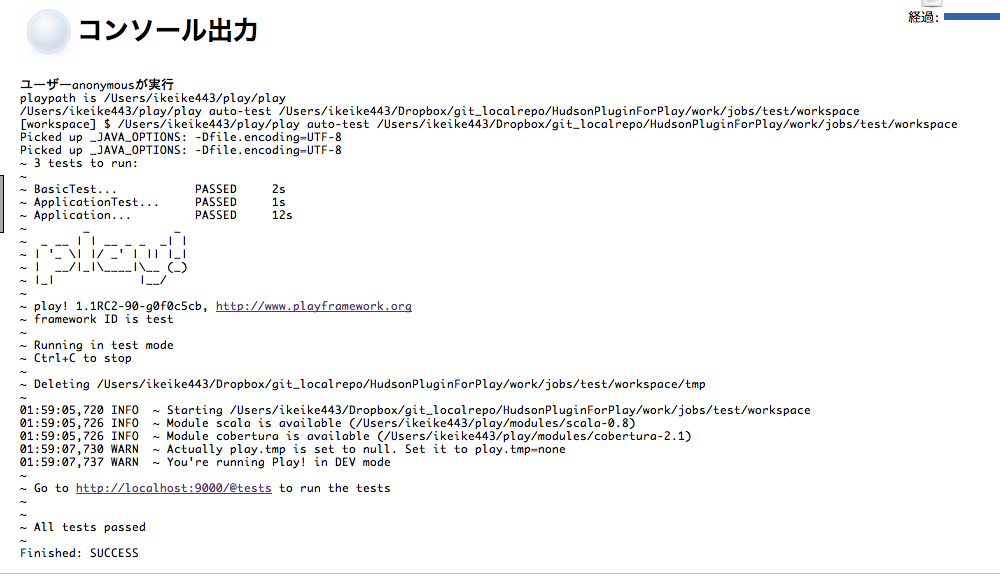 コンソール出力
経過:
ユーザーanonymousが実行
playpath is /Users/ikeike443/play/play
/Users/ikeike443/play/play auto-test /Users/ikeike443/Dropbox/git_localrepo/HudsonPluginForPlay/work/jobs/test/workspace
[workspace] $ /Users/ikeike443/play/play auto-test /Users/ikeike443/Dropbox/git_localrepo/HudsonPluginForPlay/work/jobs/test/workspace
Picked up _JAVA_OPTIONS: -Dfile.encoding=UTF-8
Picked up _JAVA_OPTIONS: -Dfile.encoding=UTF-8
~ 3 tests to run:
~
~ BasicTest...           PASSED     2s
~ ApplicationTest...     PASSED     1s
~ Application...         PASSED     12s
~        _            _
~  _ __ | | __ _ _  _| |
~ | '_ \| |/ _' | || |_|
~ |  __/|_|\____|\__ (_)
~ |_|            |__/
~
~ play! 1.1RC2-90-g0f0c5cb, http://www.playframework.org
~ framework ID is test
~
~ Running in test mode
~ Ctrl+C to stop
~
~ Deleting /Users/ikeike443/Dropbox/git_localrepo/HudsonPluginForPlay/work/jobs/test/workspace/tmp
~
01:59:05,720 INFO  ~ Starting /Users/ikeike443/Dropbox/git_localrepo/HudsonPluginForPlay/work/jobs/test/workspace
01:59:05,726 INFO  ~ Module scala is available (/Users/ikeike443/play/modules/scala-0.8)
01:59:05,726 INFO  ~ Module cobertura is available (/Users/ikeike443/play/modules/cobertura-2.1)
01:59:07,730 WARN  ~ Actually play.tmp is set to null. Set it to play.tmp=none
01:59:07,737 WARN  ~ You're running Play! in DEV mode
~
~ Go to http://localhost:9000/@tests to run the tests
~
~
~ All tests passed
~
Finished: SUCCESS